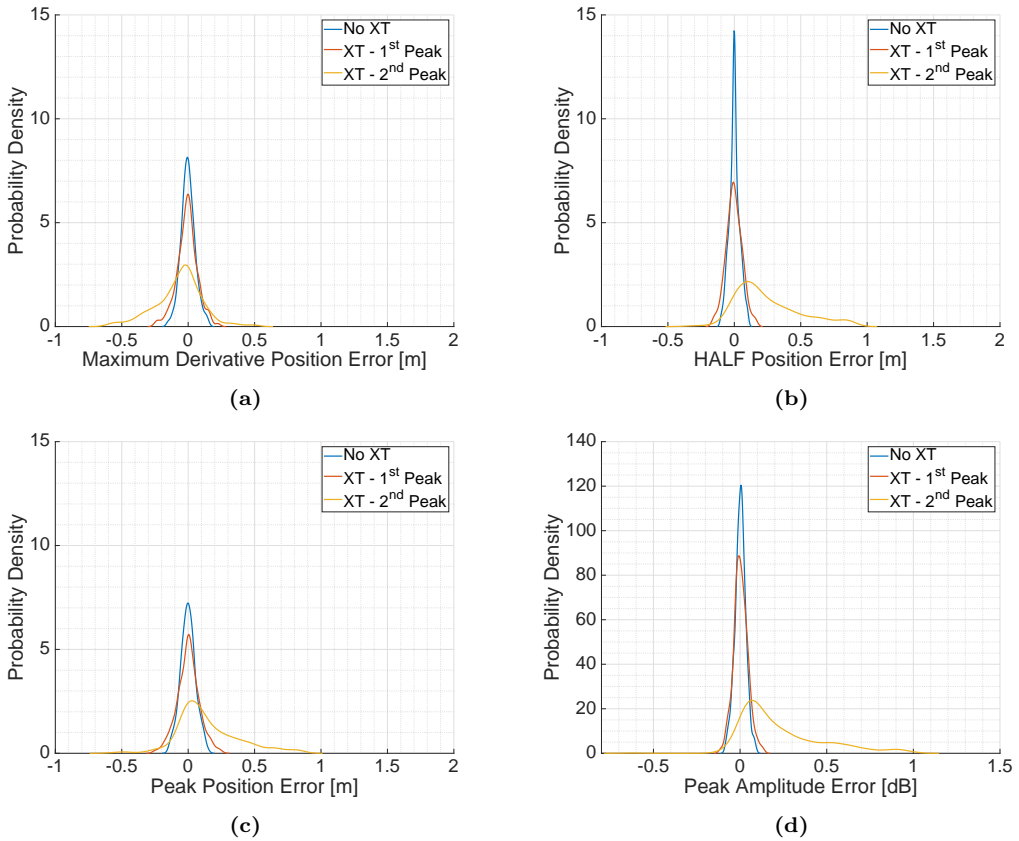 15
10
5
0
Probability Density
-1 -0.5 0 0.5 1 1.5 2
Maximum Derivative Position Error [m]
No XT
XT - 1st Peak
XT - 2nd Peak
(a)
15
10
5
0
Probability Density
-1 -0.5 0 0.5 1 1.5 2
HALF Position Error [m]
No XT
XT - 1st Peak
XT - 2nd Peak
(b)
15
10
5
0
Probability Density
-1 -0.5 0 0.5 1 1.5 2
Peak Position Error [m]
No XT
XT - 1st Peak
XT - 2nd Peak
(c)
140
120
100
80
60
40
20
0
Probability Density
-0.5 0 0.5 1 1.5
Peak Amplitude Error [dB]
No XT
XT - 1st Peak
XT - 2nd Peak
(d)